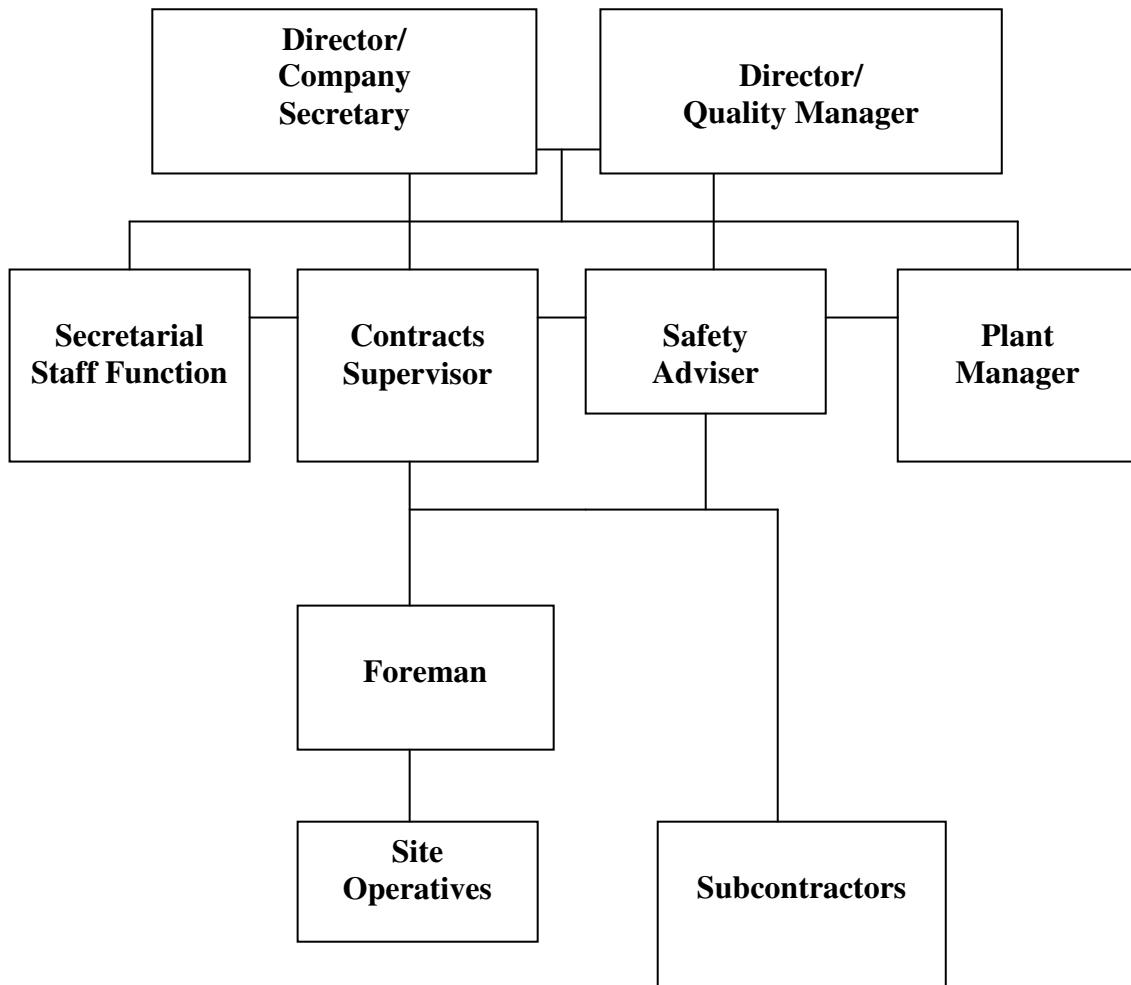 Director/
Company
Secretary
Director/
Quality Manager
Secretarial
Staff Function
Contracts
Supervisor
Safety
Adviser
Plant
Manager
Foreman
Site
Operatives
Subcontractors